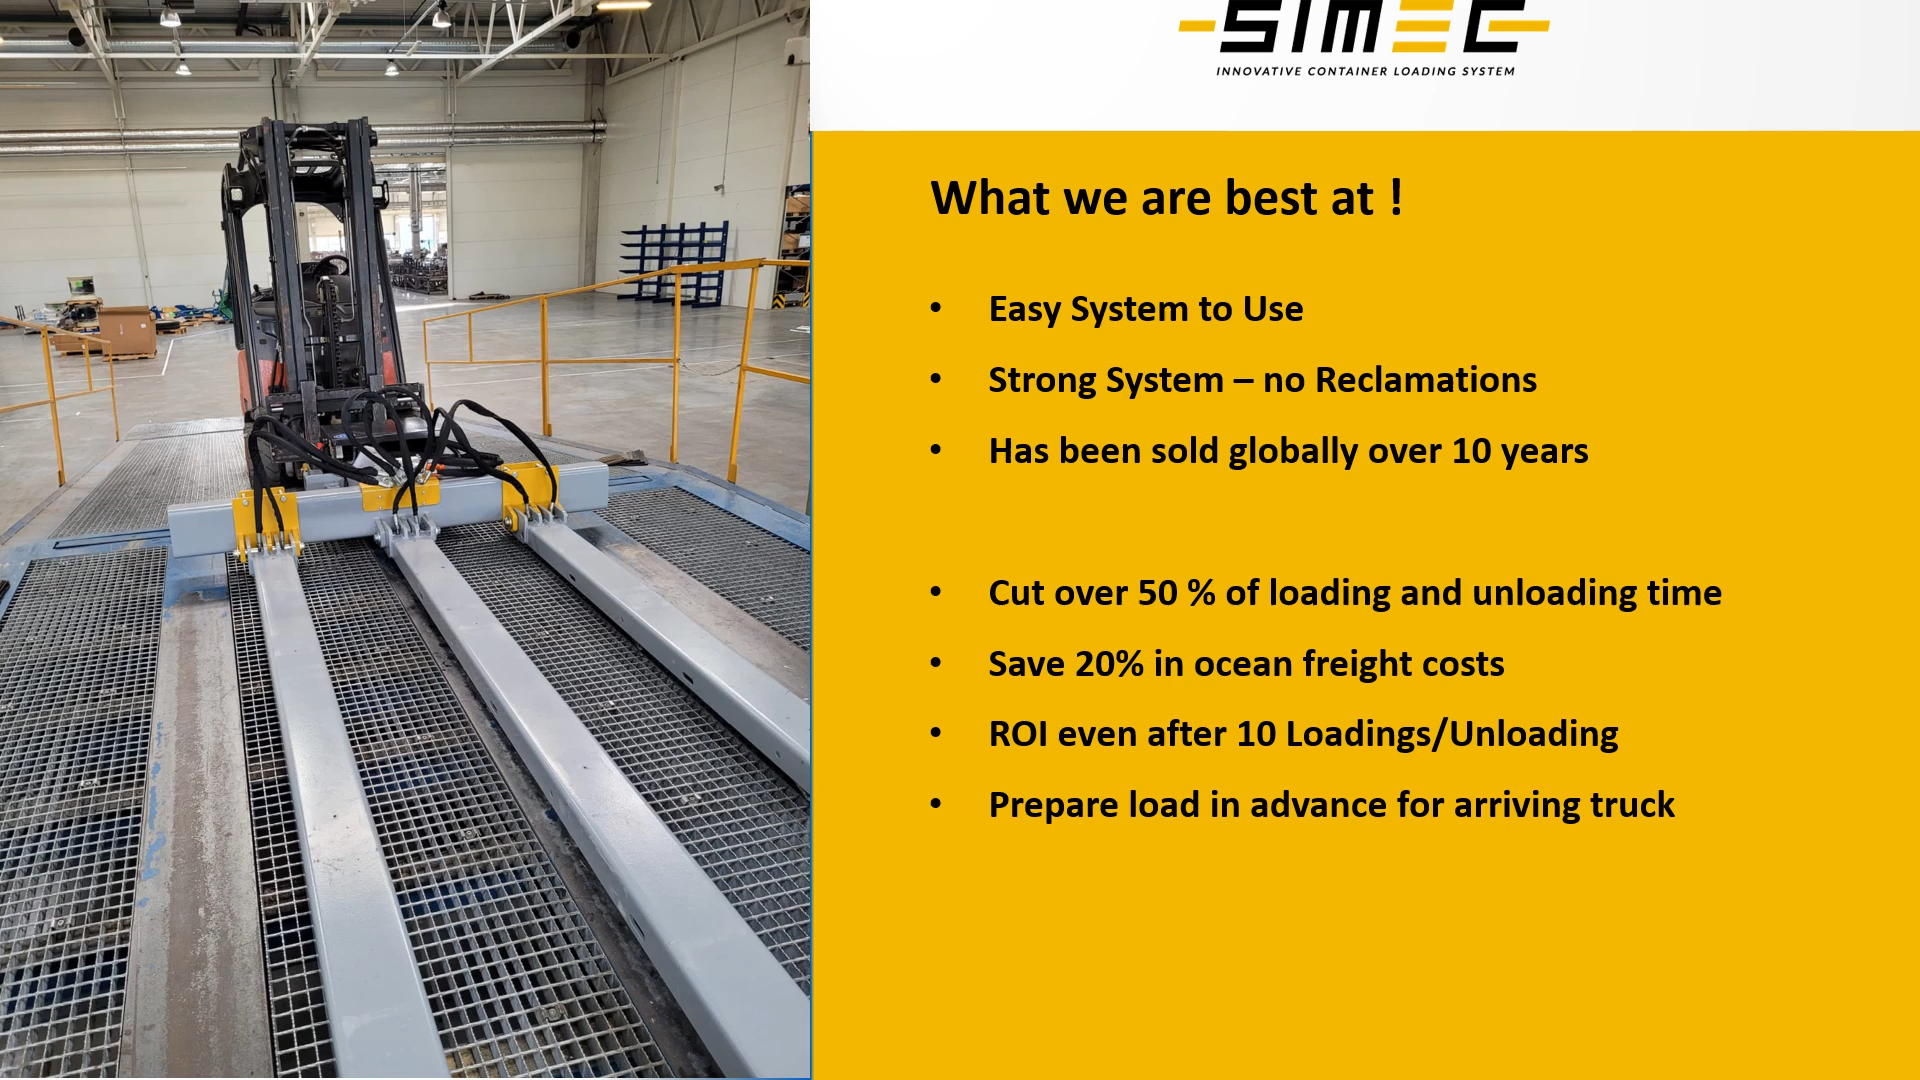 SIMEC
INNOVATIVE CONTAINER LOADING SYSTEM
What we are best at !
• Easy System to Use
• Strong System – no Reclamations
• Has been sold globally over 10 years
• Cut over 50 % of loading and unloading time
• Save 20% in ocean freight costs
• ROI even after 10 Loadings/Unloading
• Prepare load in advance for arriving truck